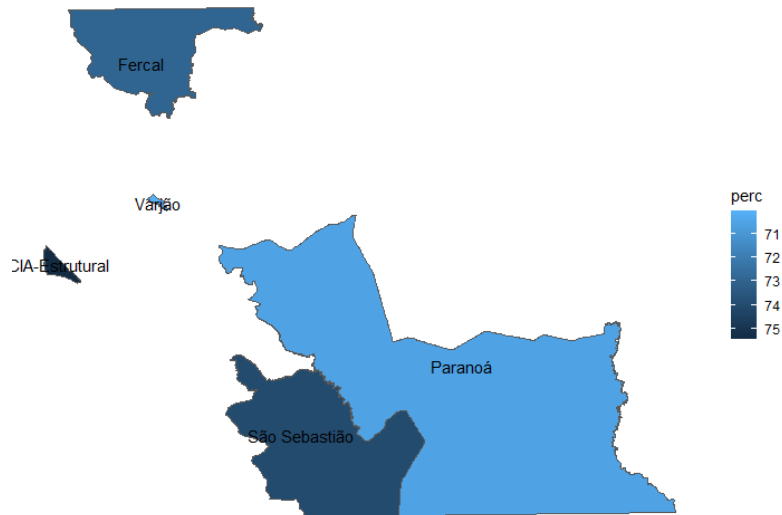 Fercal
Varjão
perc
71
72
73
74
75
CIA-Estrutural
Paranoá
São Sebastião